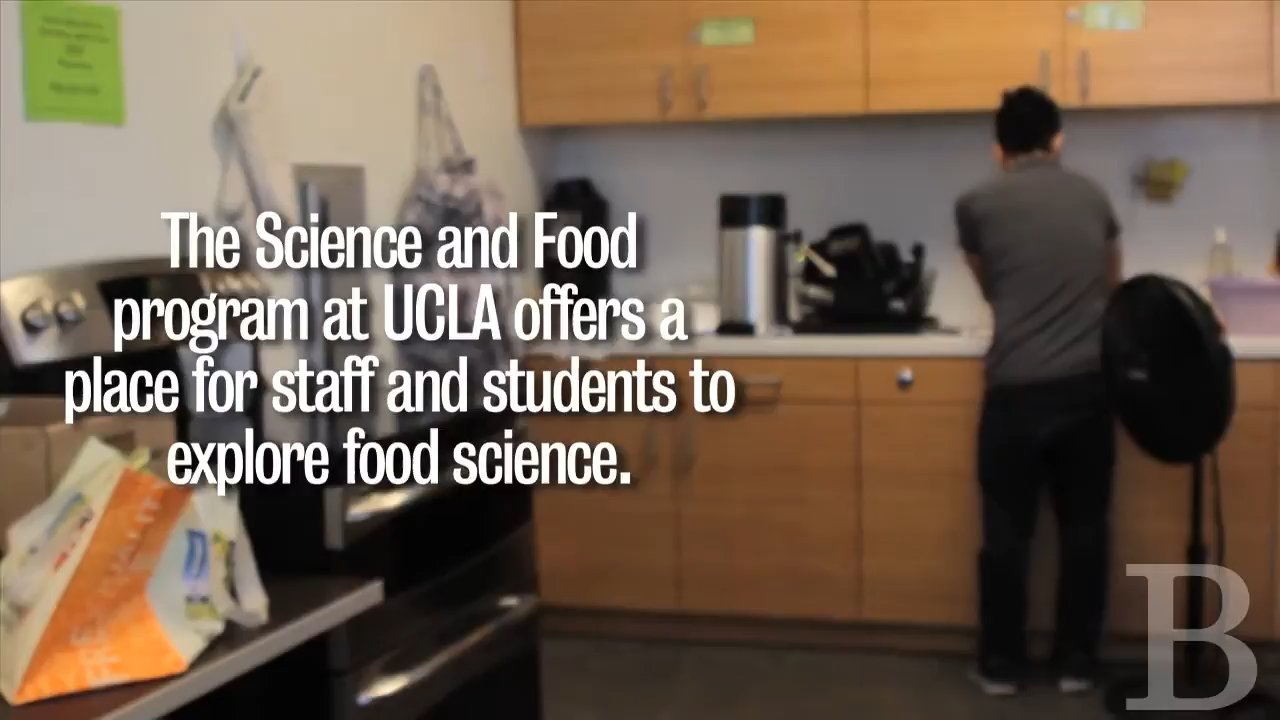 The Science and Food
program at UCLA offers a
place for staff and students to
explore food science.
B